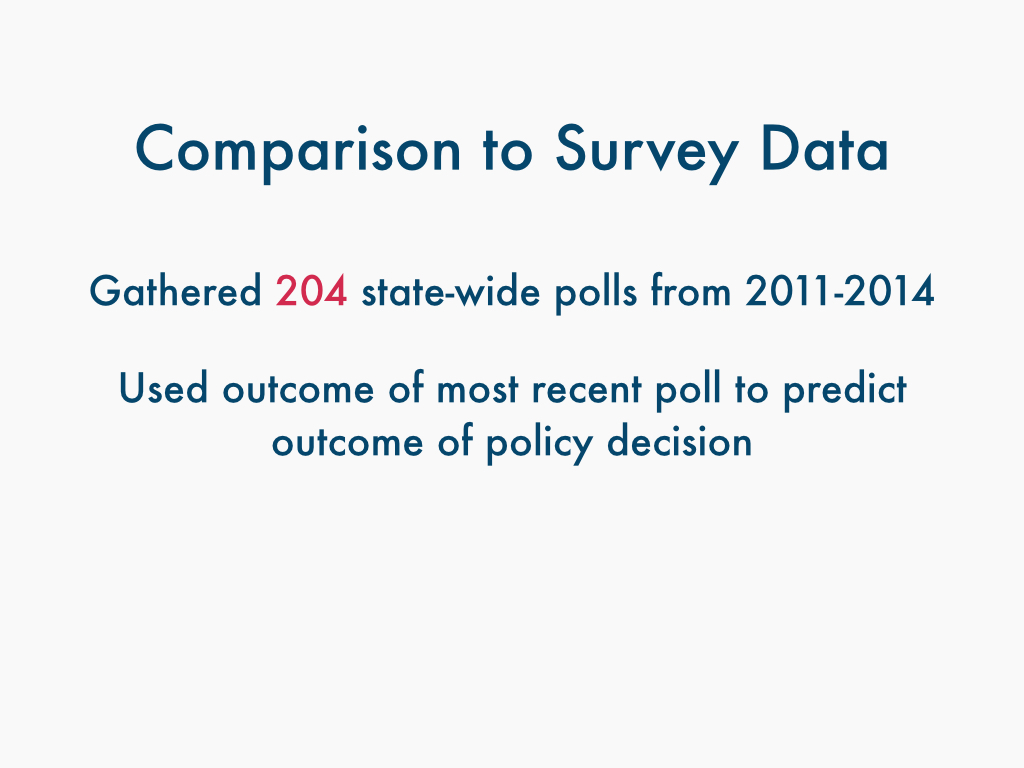 Comparison to Survey Data
Gathered 204 state-wide polls from 2011-2014
Used outcome of most recent poll to predict
outcome of policy decision